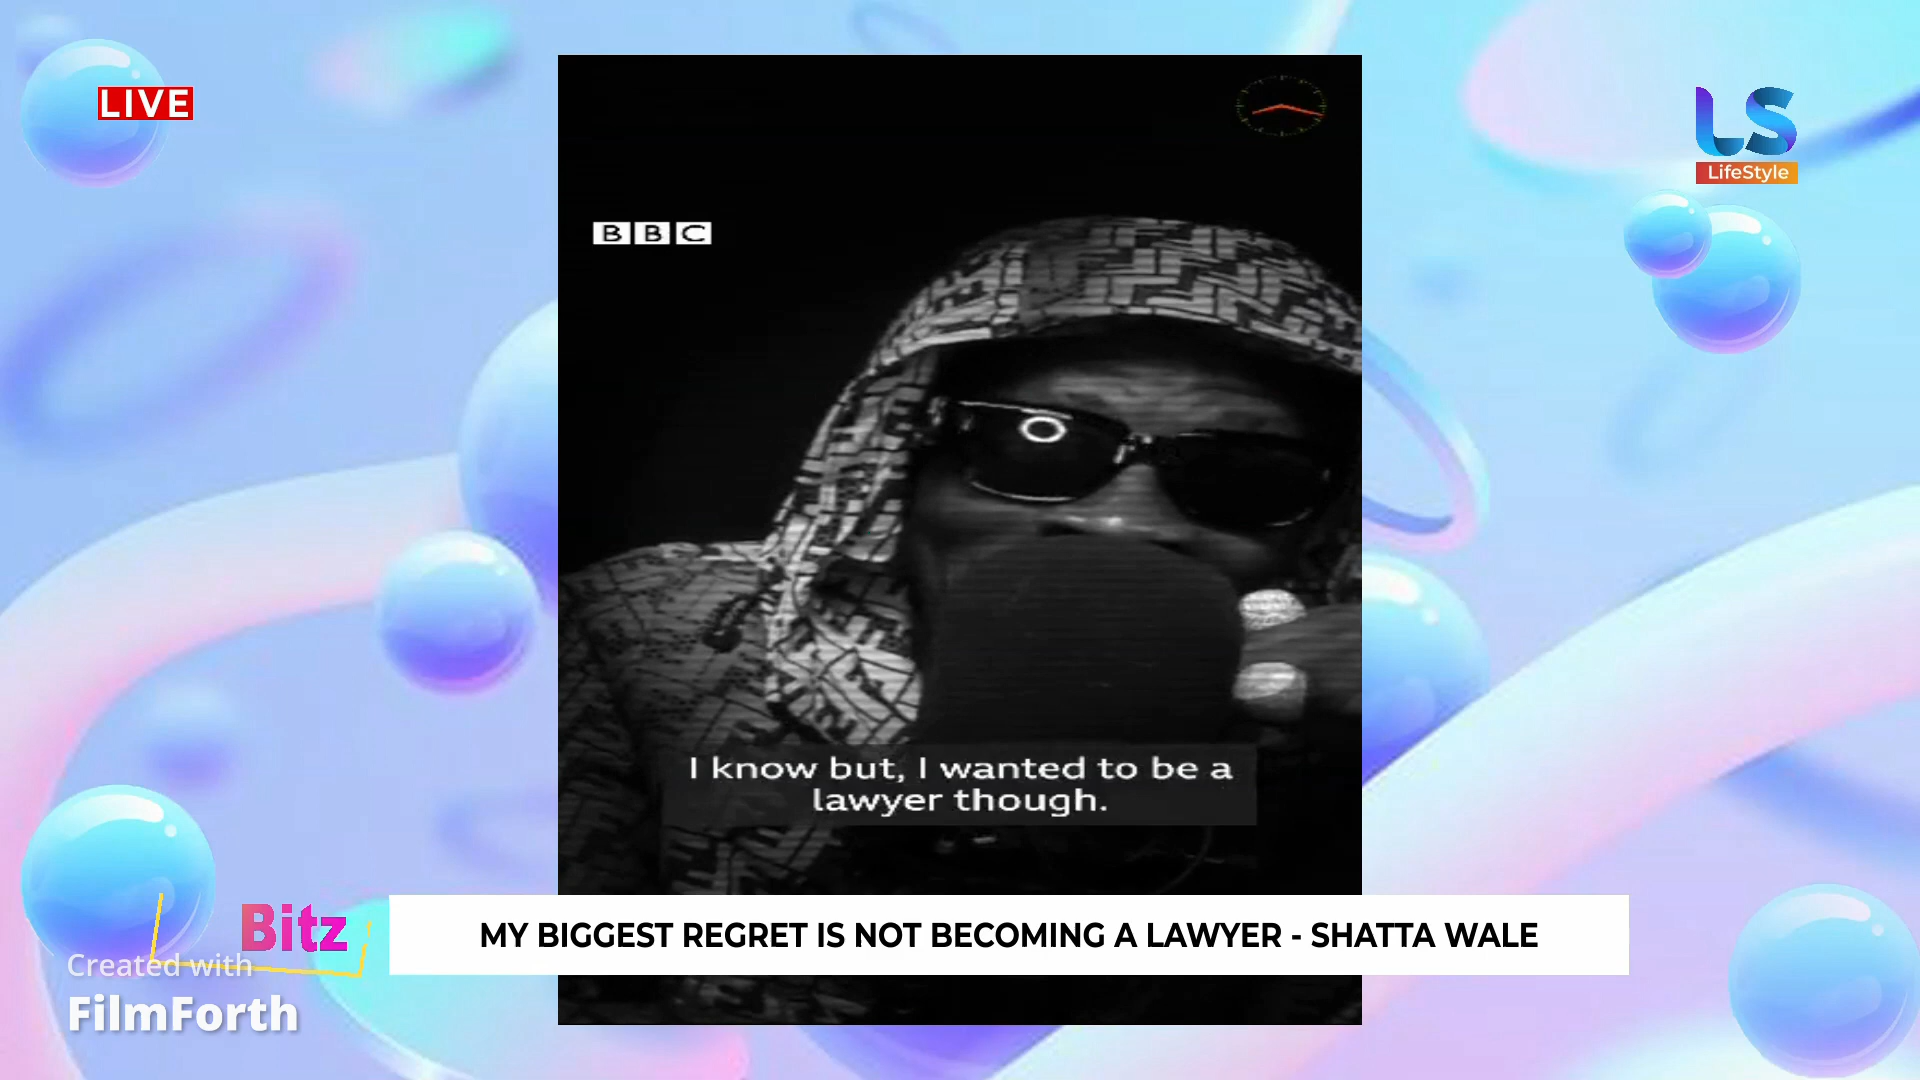 LIVE
LS
LifeStyle
BBC
I know but, I wanted to be a
lawyer though.
Bitz
MY BIGGEST REGRET IS NOT BECOMING A LAWYER - SHATTA WALE
Created with
FilmForth